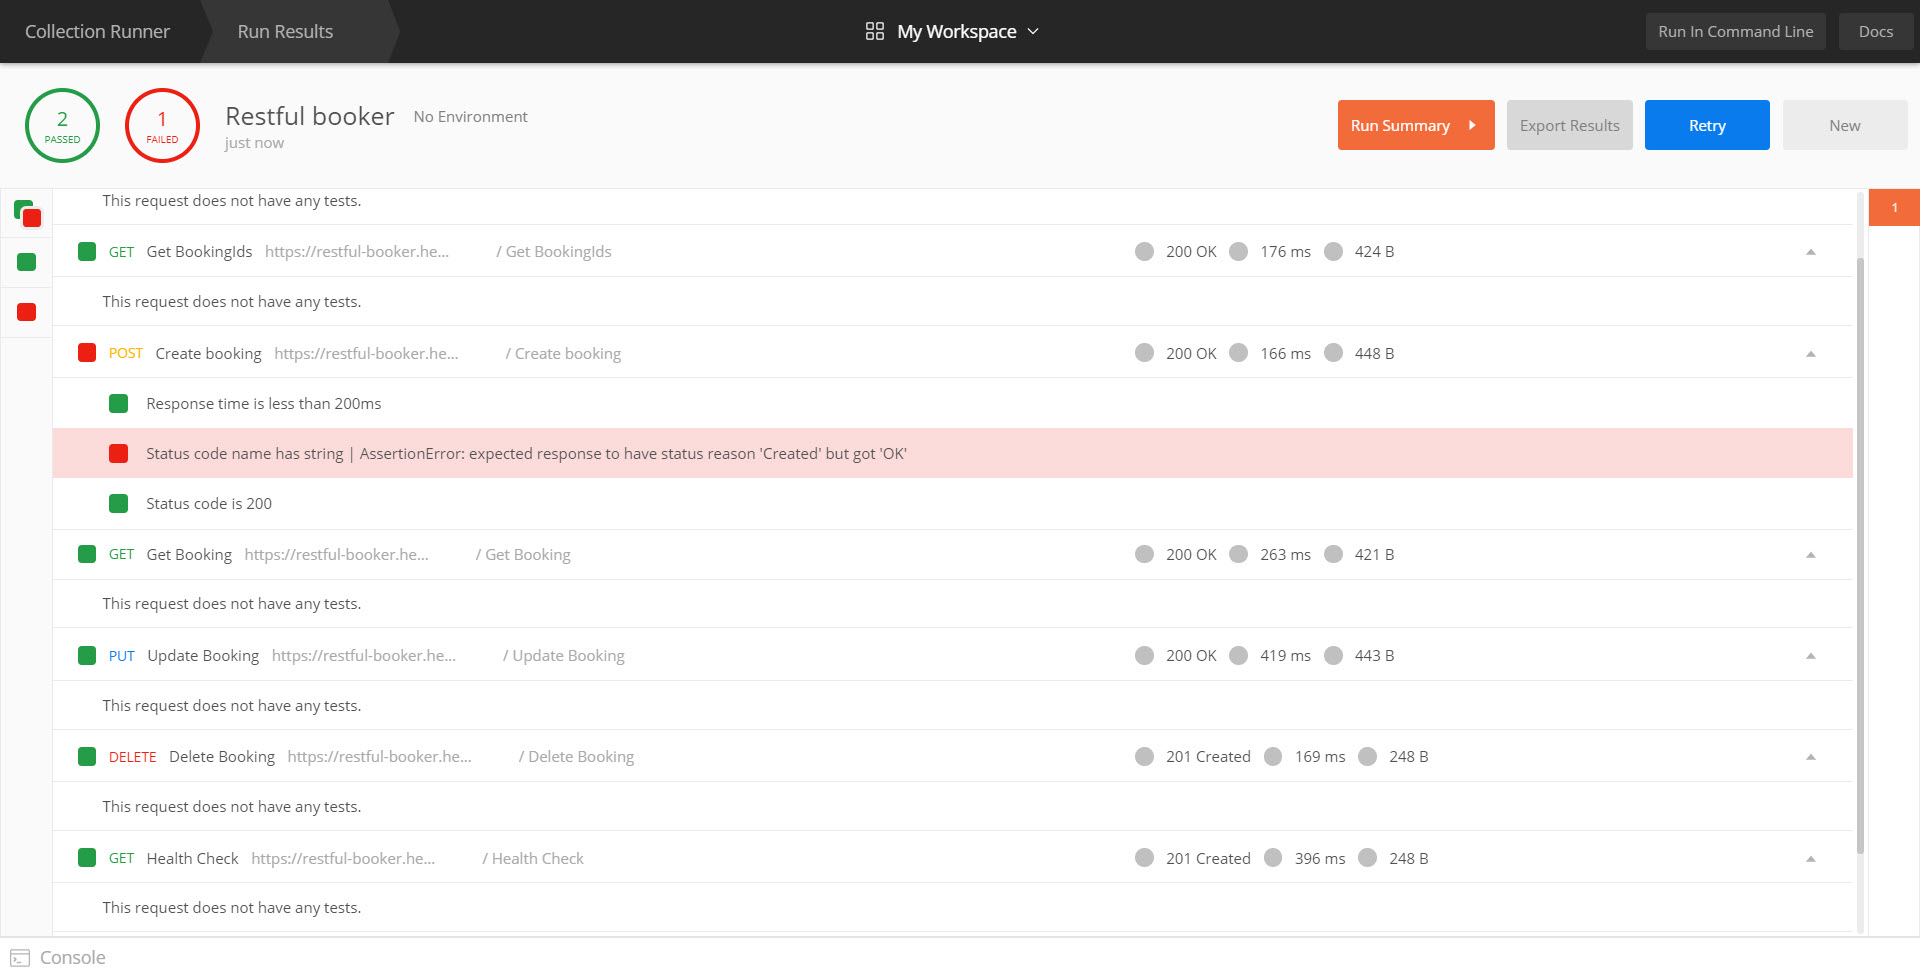 Collection Runner Run Results My Workspace Run In Command Line Docs
2 PASSED
1 FAILED
Restful booker No Environment
just now
Run Summary Export Results Retry New
1
This request does not have any tests.
GET Get BookingIds https://restful-booker.he... / Get BookingIds 200 OK 176 ms 424 B
This request does not have any tests.
POST Create booking https://restful-booker.he... / Create booking 200 OK 166 ms 448 B
Response time is less than 200ms
Status code name has string | AssertionError: expected response to have status reason 'Created' but got 'OK'
Status code is 200
GET Get Booking https://restful-booker.he... / Get Booking 200 OK 263 ms 421 B
This request does not have any tests.
PUT Update Booking https://restful-booker.he... / Update Booking 200 OK 419 ms 443 B
This request does not have any tests.
DELETE Delete Booking https://restful-booker.he... / Delete Booking 201 Created 169 ms 248 B
This request does not have any tests.
GET Health Check https://restful-booker.he... / Health Check 201 Created 396 ms 248 B
This request does not have any tests.
Console